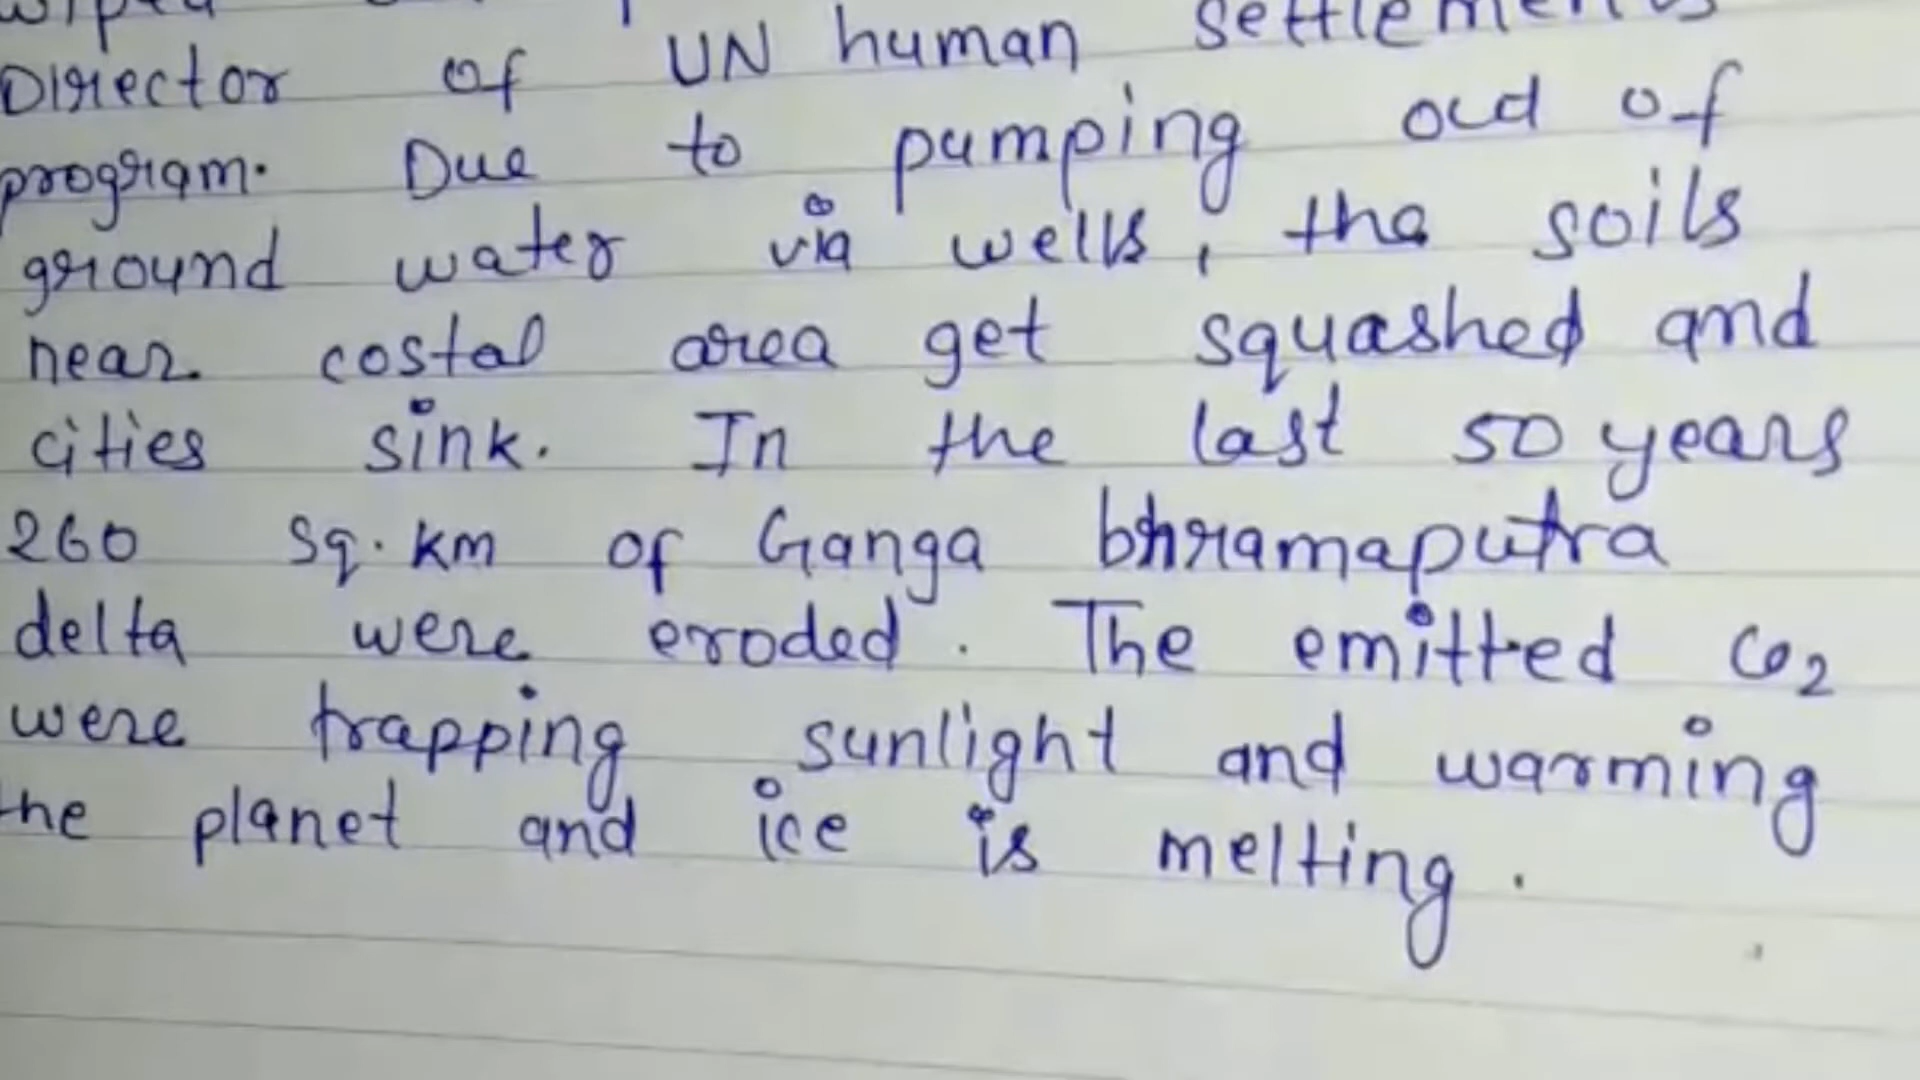 wiped
settlements
Director of UN human
program. Due to pumping oud of
ground water via wells, the soils
near costal area get squashed and
cities sink. In the last 50 years
260 sq. km of Ganga bhramaputra
delta were eroded. The emitted CO2
were trapping sunlight and warming
the planet and ice is melting.